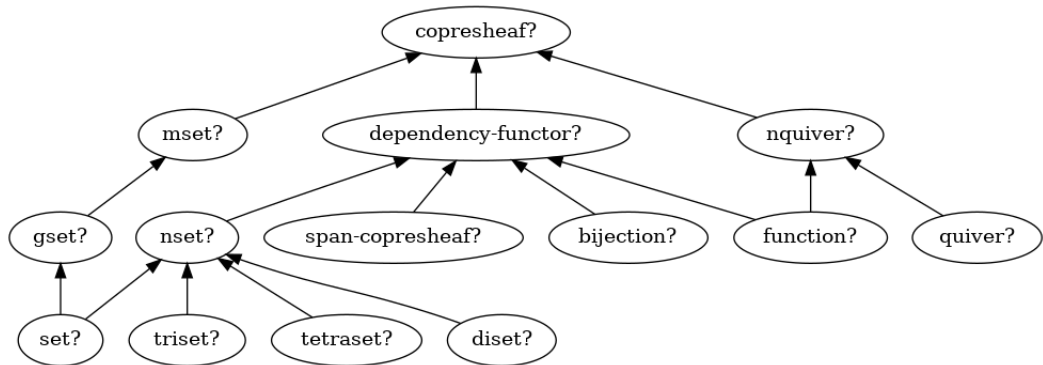 copresheaf?
mset?
dependency-functor?
nquiver?
gset?
nset?
span-copresheaf?
bijection?
function?
quiver?
set?
triset?
tetraset?
diset?